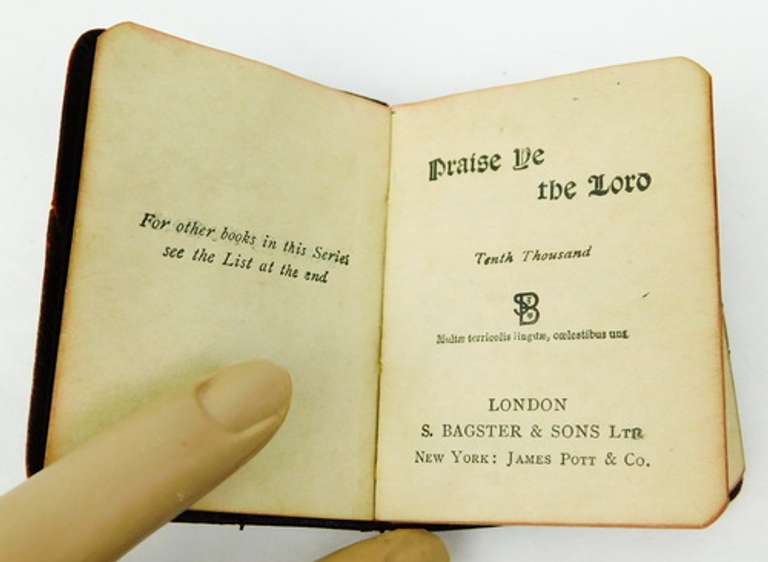 For other books in this Series
see the List at the end
Praise Ye
the Lord
Tenth Thousand
Multæ terricolis linguæ, cœlestibus una.
LONDON
S. BAGSTER & SONS LTD.
NEW YORK: JAMES POTT & CO.